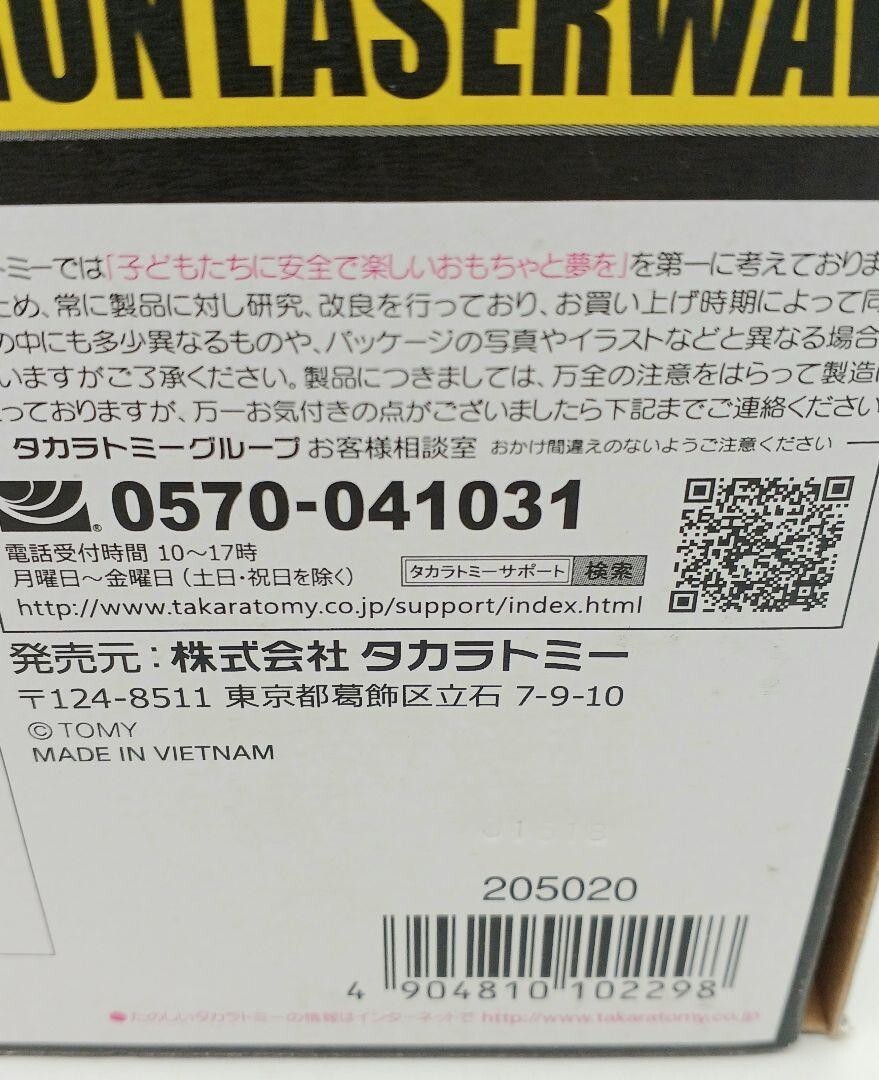 ON LASERWA
トミーでは「子どもたちに安全で楽しいおもちゃと夢を」を第一に考えておりま
ため、常に製品に対し研究、改良を行っており、お買い上げ時期によって同
の中にも多少異なるものや、パッケージの写真やイラストなどと異なる場合
いますがご了承ください。製品につきましては、万全の注意をはらって製造
っておりますが、万一お気付きの点がございましたら下記までご連絡ください
タカラトミーグループ お客様相談室 おかけ間違えのないようご注意ください
0570-041031
電話受付時間 10〜17時
月曜日〜金曜日（土日・祝日を除く）
タカラトミーサポート 検索
http://www.takaratomy.co.jp/support/index.html
発売元：株式会社 タカラトミー
〒124-8511 東京都葛飾区立石 7-9-10
©TOMY
MADE IN VIETNAM
205020
4 904810 102298
●たのしいタカラトミーの情報はインターネットで http://www.takaratomy.co.jp